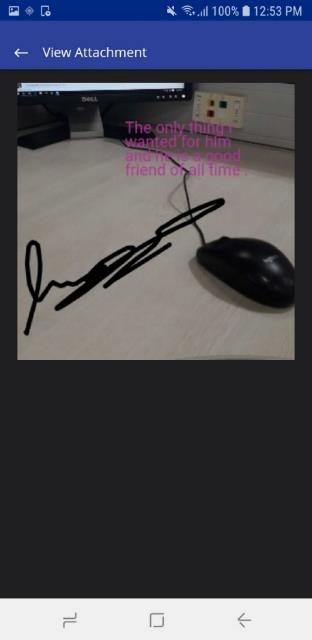 100% 12:53 PM
View Attachment
DELL
The only thing I
wanted for him
and he is a good
friend of all time .